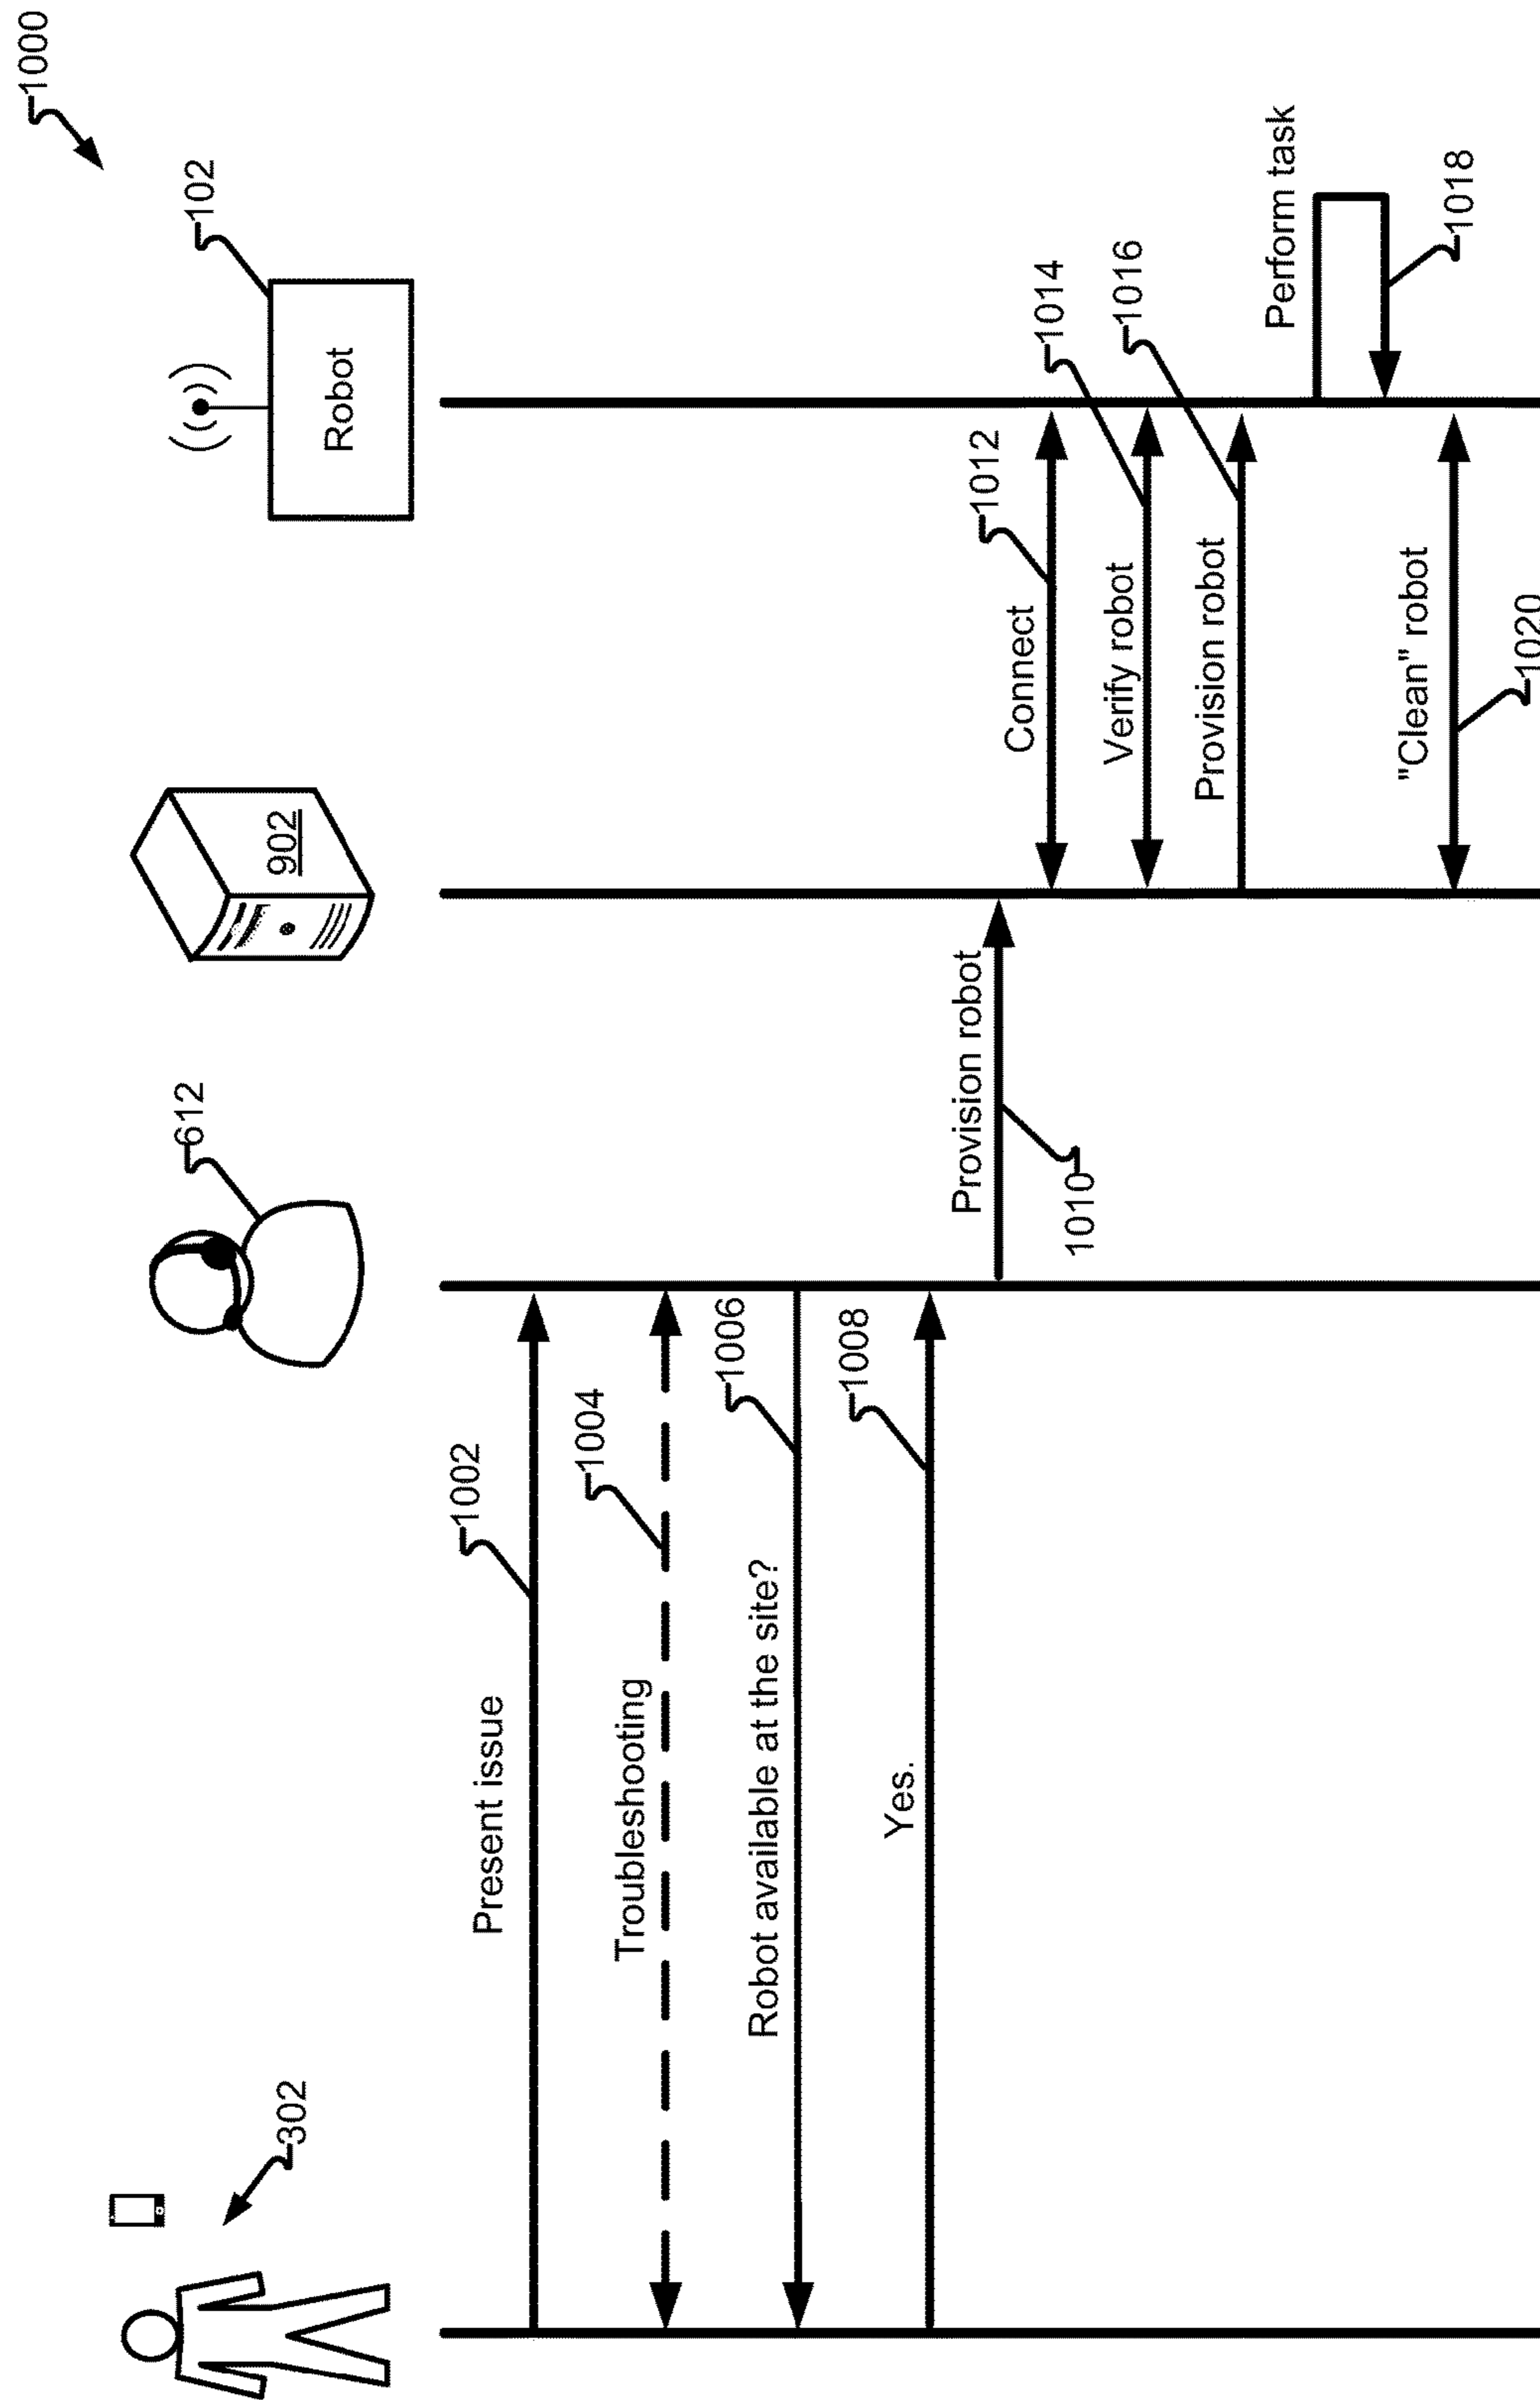 1000
302
612
902
102
Robot
Present issue
1002
Troubleshooting
1004
Robot available at the site?
1006
Yes.
1008
Provision robot
1010
Connect
1012
Verify robot
1014
Provision robot
1016
Perform task
1018
"Clean" robot
1020